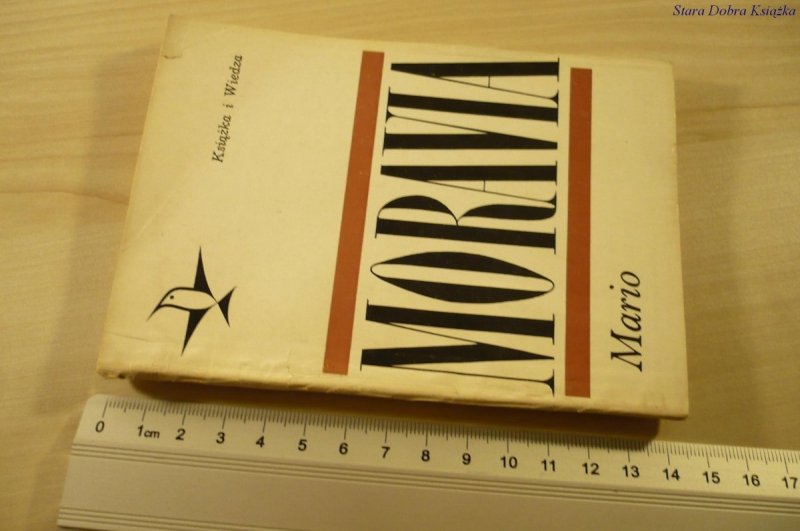 Stara Dobra Książka
Książka i Wiedza
MORAVIA
Mario
0 1cm 2 3 4 5 6 7 8 9 10 11 12 13 14 15 16 17